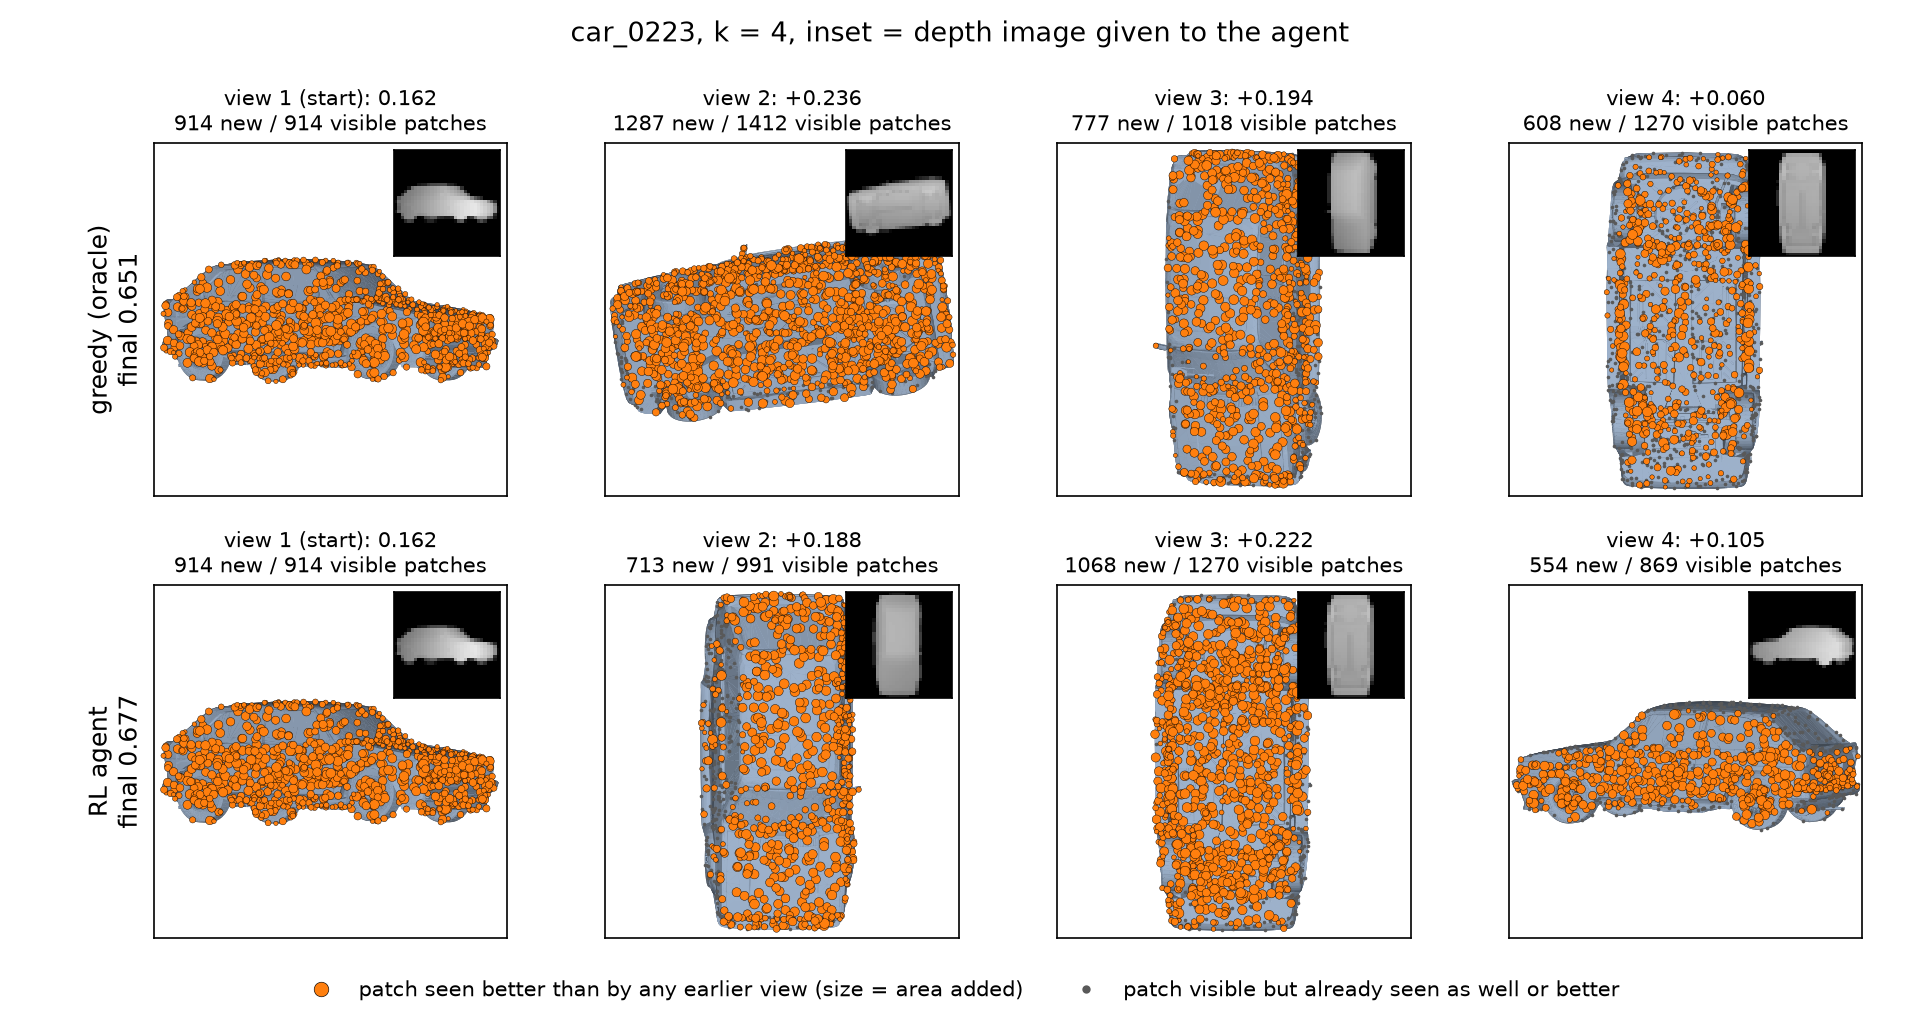 car_0223, k = 4, inset = depth image given to the agent
view 1 (start): 0.162
914 new / 914 visible patches
view 2: +0.236
1287 new / 1412 visible patches
view 3: +0.194
777 new / 1018 visible patches
view 4: +0.060
608 new / 1270 visible patches
greedy (oracle)
final 0.651
view 1 (start): 0.162
914 new / 914 visible patches
view 2: +0.188
713 new / 991 visible patches
view 3: +0.222
1068 new / 1270 visible patches
view 4: +0.105
554 new / 869 visible patches
RL agent
final 0.677
patch seen better than by any earlier view (size = area added)
patch visible but already seen as well or better